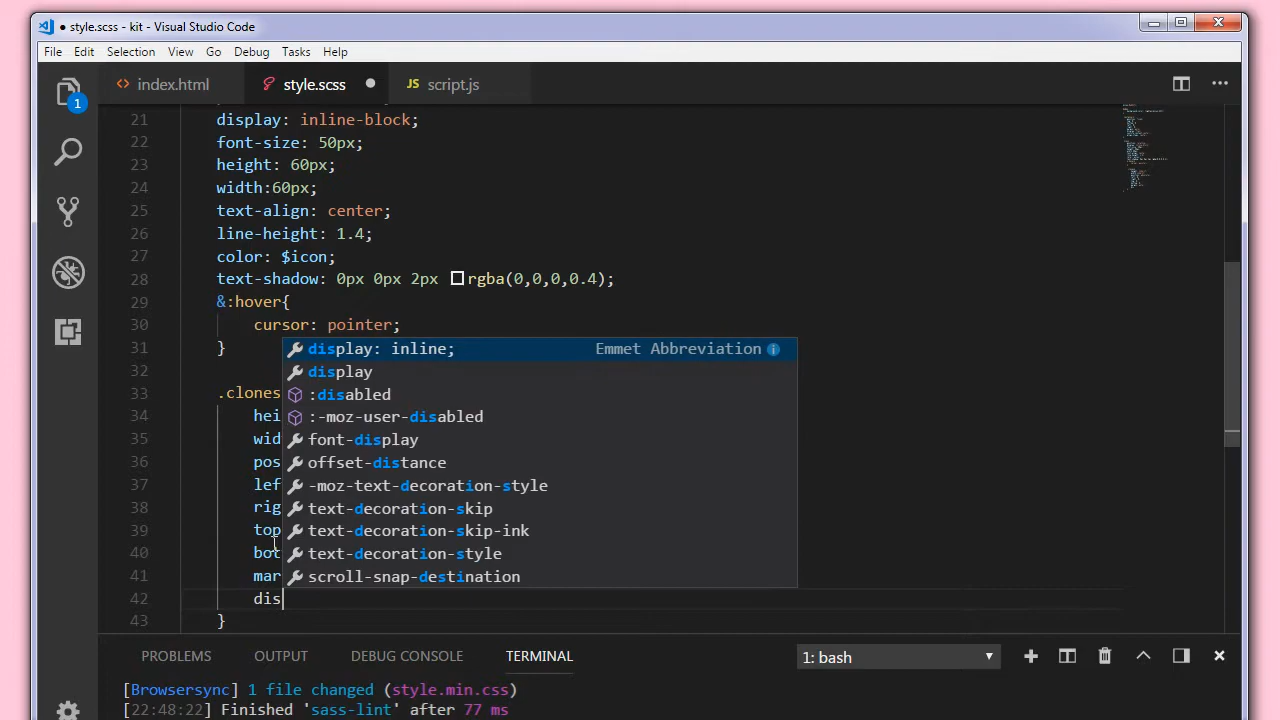 ● style.scss - kit - Visual Studio Code
File Edit Selection View Go Debug Tasks Help
1
<> index.html style.scss ● JS script.js ···
21 display: inline-block;
22 font-size: 50px;
23 height: 60px;
24 width:60px;
25 text-align: center;
26 line-height: 1.4;
27 color: $icon;
28 text-shadow: 0px 0px 2px rgba(0,0,0,0.4);
29 &:hover{
30 cursor: pointer;
31 }
display: inline; Emmet Abbreviation
32
display
33 .clones
:disabled
34 hei
:-moz-user-disabled
35 wid
font-display
36 pos
offset-distance
37 lef
-moz-text-decoration-style
38 rig
text-decoration-skip
39 top
text-decoration-skip-ink
40 bot
text-decoration-style
41 mar
scroll-snap-destination
42 dis
43 }
PROBLEMS OUTPUT DEBUG CONSOLE TERMINAL 1: bash
[Browsersync] 1 file changed (style.min.css)
[22:48:22] Finished 'sass-lint' after 77 ms